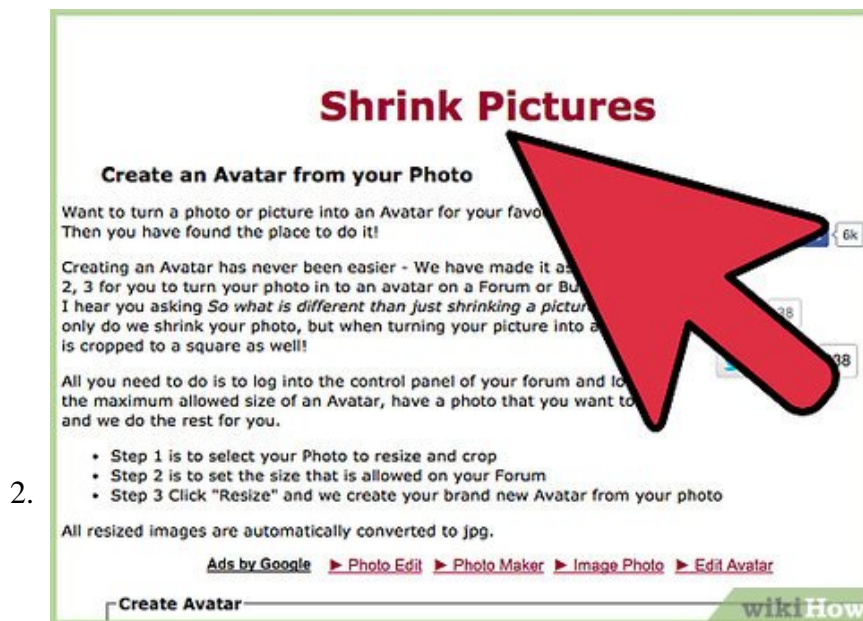 Shrink Pictures
Create an Avatar from your Photo
Want to turn a photo or picture into an Avatar for your
Then you have found the place to do it!
6k
Creating an Avatar has never been easier - We have made it as
2, 3 for you to turn your photo in to an avatar on a Forum or
I hear you asking So what is different than just shrinking a
38
only do we shrink your photo, but when turning your picture into
is cropped to a square as well!
38
All you need to do is to log into the control panel of your forum and
the maximum allowed size of an Avatar, have a photo that you want to
and we do the rest for you.
• Step 1 is to select your Photo to resize and crop
• Step 2 is to set the size that is allowed on your Forum
2.
• Step 3 Click "Resize" and we create your brand new Avatar from your photo
All resized images are automatically converted to jpg.
Ads by Google ► Photo Edit ► Photo Maker ► Image Photo ► Edit Avatar
Create Avatar
wikiHow